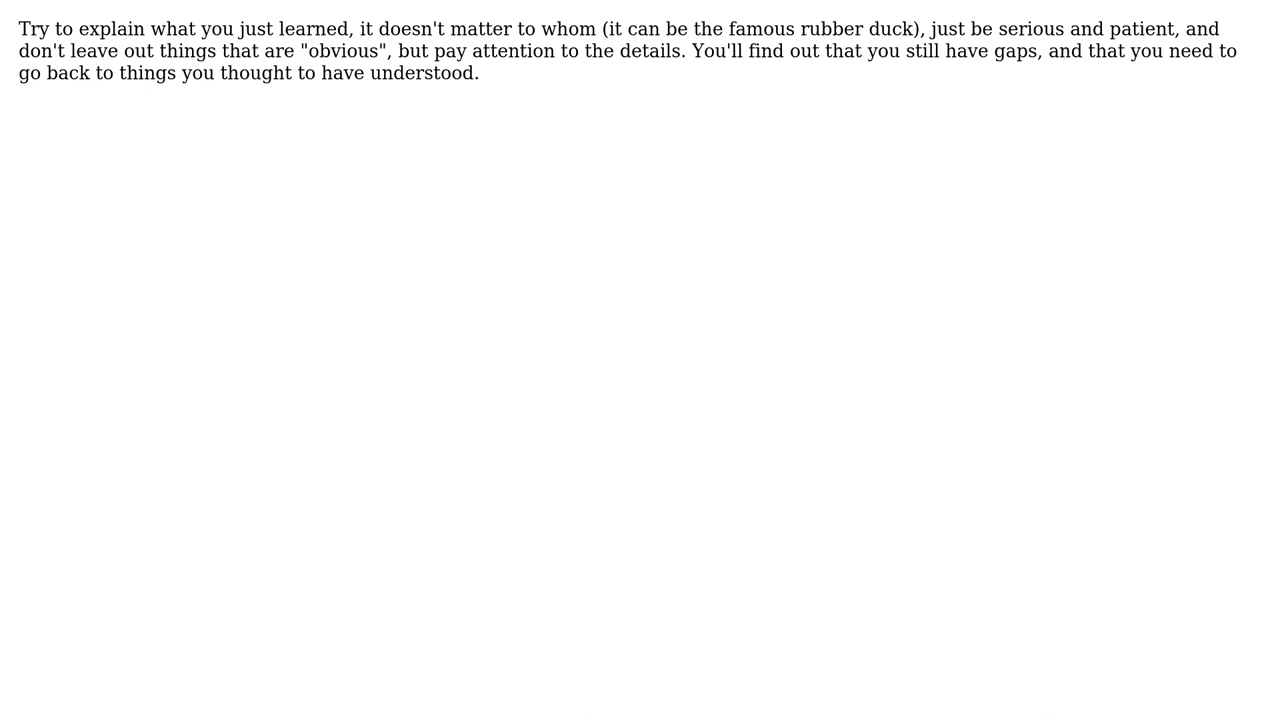 Try to explain what you just learned, it doesn't matter to whom (it can be the famous rubber duck), just be serious and patient, and
don't leave out things that are "obvious", but pay attention to the details. You'll find out that you still have gaps, and that you need to
go back to things you thought to have understood.